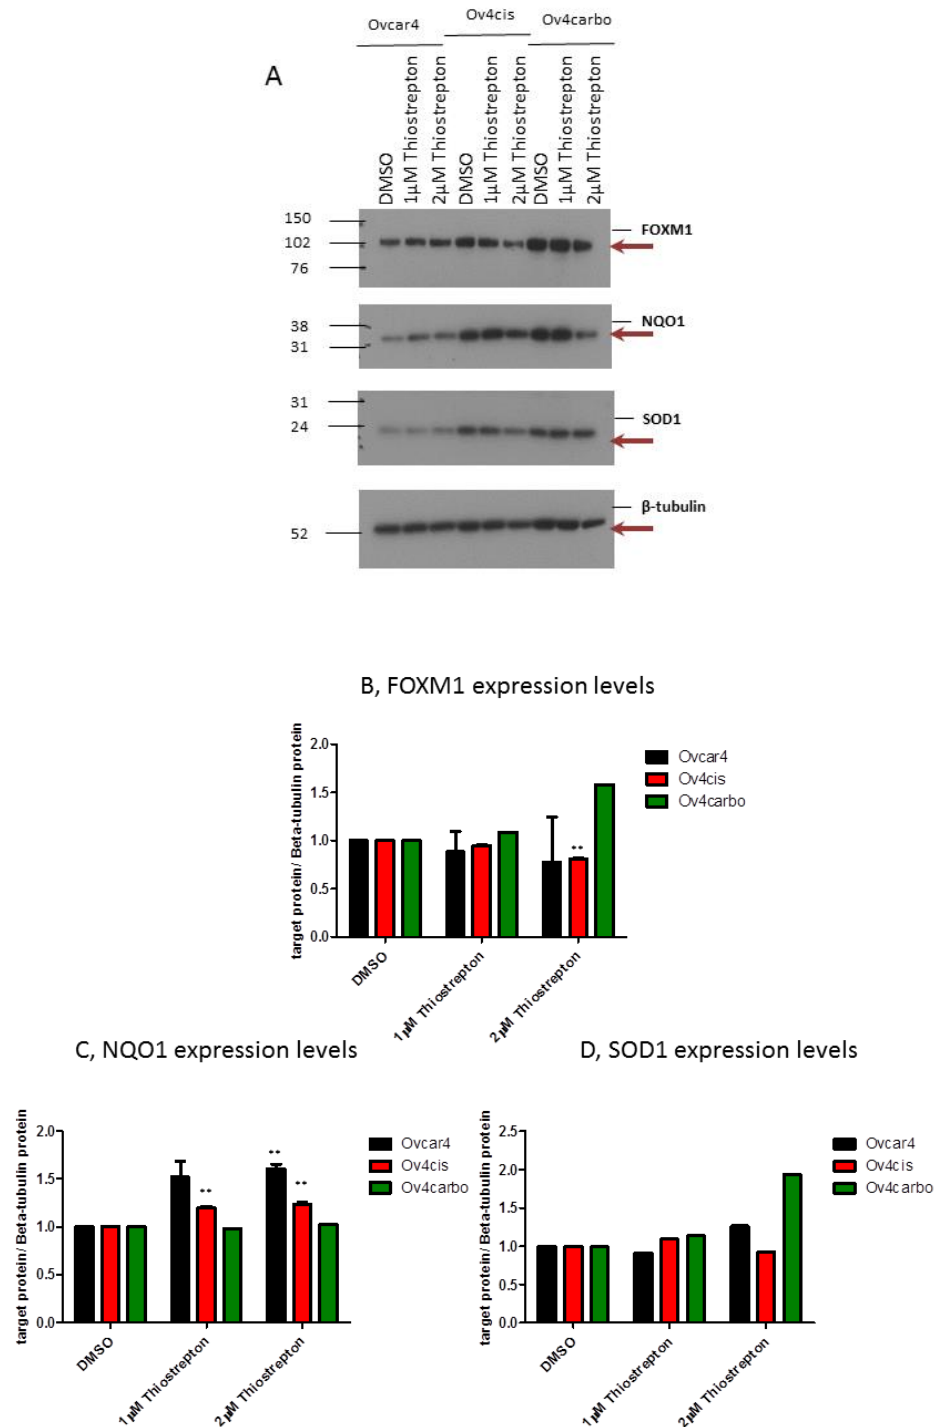 Ovcar4 Ov4cis Ov4carbo
A
DMSO
1µM Thiostrepton
2µM Thiostrepton
DMSO
1µM Thiostrepton
2µM Thiostrepton
DMSO
1µM Thiostrepton
2µM Thiostrepton
150
102
76
FOXM1
38
31
NQO1
31
24
SOD1
52
β-tubulin
B, FOXM1 expression levels
target protein/ Beta-tubulin protein
2.0
1.5
1.0
0.5
0.0
**
DMSO
1µM Thiostrepton
2µM Thiostrepton
Ovcar4
Ov4cis
Ov4carbo
C, NQO1 expression levels
target protein/ Beta-tubulin protein
2.0
1.5
1.0
0.5
0.0
**
**
**
DMSO
1µM Thiostrepton
2µM Thiostrepton
Ovcar4
Ov4cis
Ov4carbo
D, SOD1 expression levels
target protein/ Beta-tubulin protein
2.5
2.0
1.5
1.0
0.5
0.0
DMSO
1µM Thiostrepton
2µM Thiostrepton
Ovcar4
Ov4cis
Ov4carbo